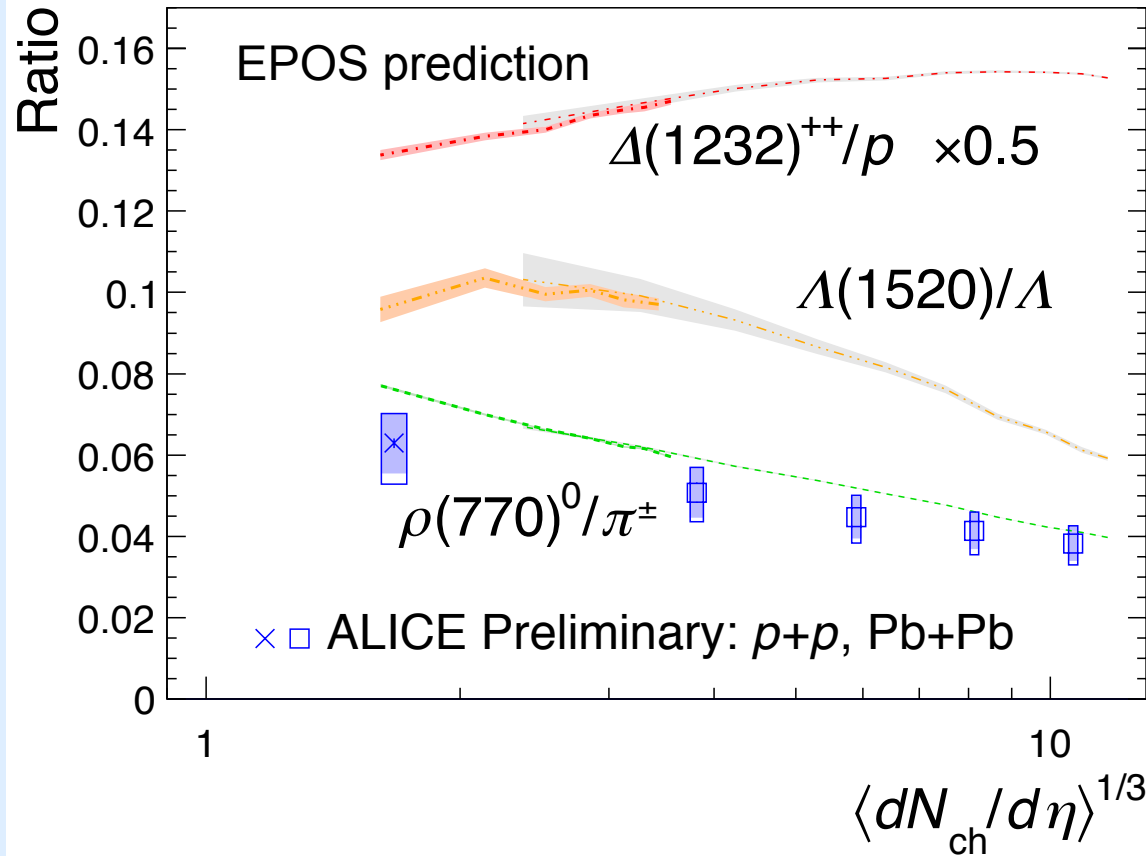 Ratio
0.16
0.14
0.12
0.1
0.08
0.06
0.04
0.02
0
EPOS prediction
Δ(1232)⁺⁺/p ×0.5
Λ(1520)/Λ
ρ(770)⁰/π±
ALICE Preliminary: p+p, Pb+Pb
1
10
⟨dN_ch/dη⟩^1/3